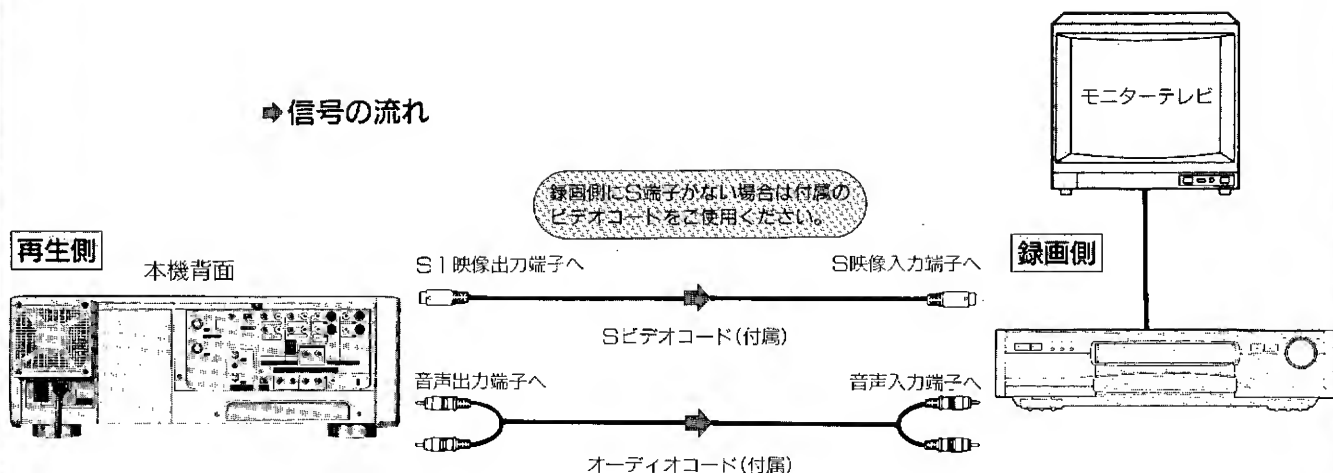 モニターテレビ
➡信号の流れ
録画側にS端子がない場合は付属の
ビデオコードをご使用ください。
再生側
本機背面
S1映像出力端子へ
S映像入力端子へ
録画側
Sビデオコード(付属)
音声出力端子へ
音声入力端子へ
オーディオコード(付属)